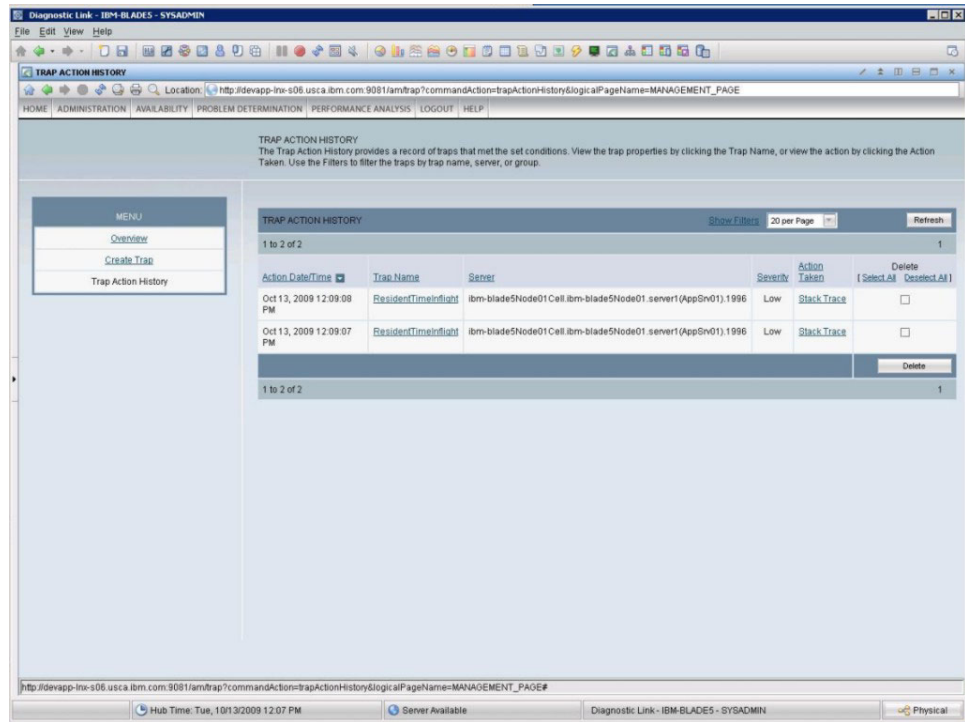 Diagnostic Link - IBM-BLADE5 - SYSADMIN
File Edit View Help
TRAP ACTION HISTORY
Location: http://devapp-lnx-s06.usca.ibm.com:9081/am/trap?commandAction=trapActionHistory&logicalPageName=MANAGEMENT_PAGE
HOME ADMINISTRATION AVAILABILITY PROBLEM DETERMINATION PERFORMANCE ANALYSIS LOGOUT HELP
TRAP ACTION HISTORY
The Trap Action History provides a record of traps that met the set conditions. View the trap properties by clicking the Trap Name, or view the action by clicking the Action
Taken. Use the Filters to filter the traps by trap name, server, or group.
MENU
Overview
Create Trap
Trap Action History
TRAP ACTION HISTORY Show Filters 20 per Page Refresh
1 to 2 of 2 1
Action Date/Time Trap Name Server Severity Action Taken Delete
[ Select All Deselect All ]
Oct 13, 2009 12:09:08 PM ResidentTimeInflight ibm-blade5Node01Cell.ibm-blade5Node01.server1(AppSrv01).1996 Low Stack Trace
Oct 13, 2009 12:09:07 PM ResidentTimeInflight ibm-blade5Node01Cell.ibm-blade5Node01.server1(AppSrv01).1996 Low Stack Trace
Delete
1 to 2 of 2 1
http://devapp-lnx-s06.usca.ibm.com:9081/am/trap?commandAction=trapActionHistory&logicalPageName=MANAGEMENT_PAGE#
Hub Time: Tue, 10/13/2009 12:07 PM Server Available Diagnostic Link - IBM-BLADE5 - SYSADMIN Physical